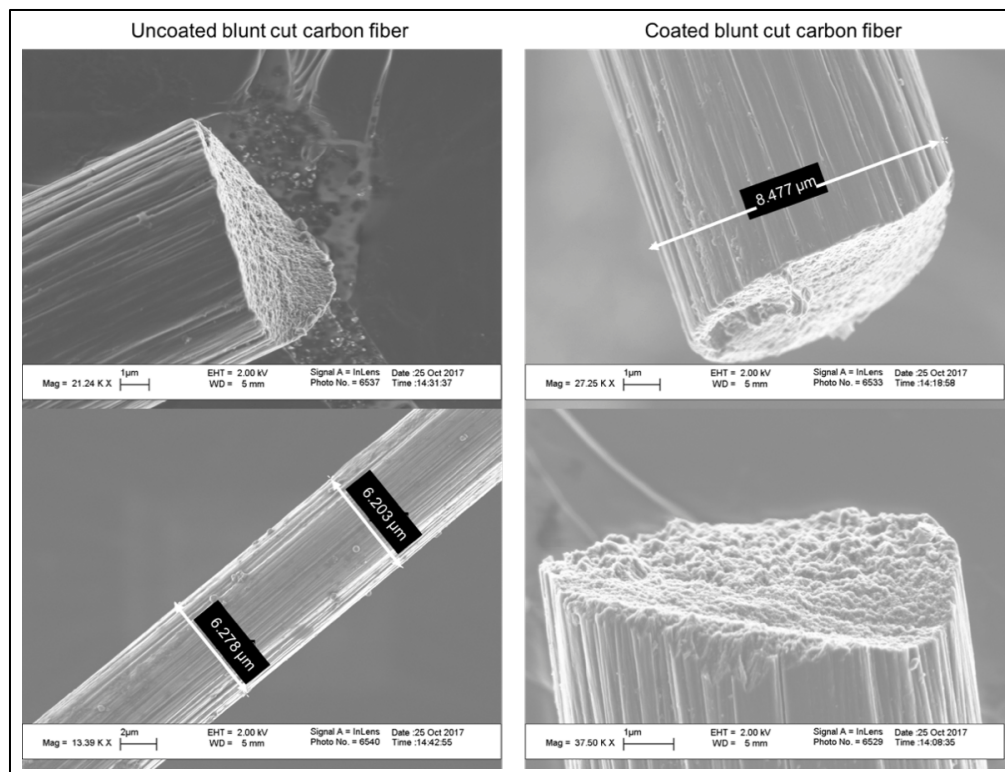 Uncoated blunt cut carbon fiber
Coated blunt cut carbon fiber
1µm
Mag = 21.24 K X
EHT = 2.00 kV
WD = 5 mm
Signal A = InLens
Photo No. = 6537
Date :25 Oct 2017
Time :14:31:37
8.477 µm
1µm
Mag = 27.25 K X
EHT = 2.00 kV
WD = 5 mm
Signal A = InLens
Photo No. = 6533
Date :25 Oct 2017
Time :14:18:58
6.203 µm
6.278 µm
2µm
Mag = 13.39 K X
EHT = 2.00 kV
WD = 5 mm
Signal A = InLens
Photo No. = 6540
Date :25 Oct 2017
Time :14:42:55
1µm
Mag = 37.50 K X
EHT = 2.00 kV
WD = 5 mm
Signal A = InLens
Photo No. = 6529
Date :25 Oct 2017
Time :14:08:35